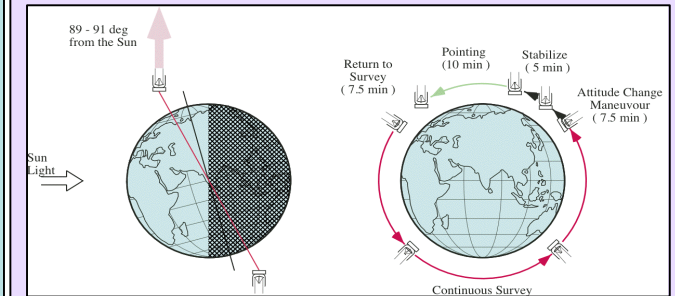 89 - 91 deg
from the Sun
Sun
Light
Return to
Survey
( 7.5 min )
Pointing
(10 min )
Stabilize
( 5 min )
Attitude Change
Maneuvour
( 7.5 min )
Continuous Survey